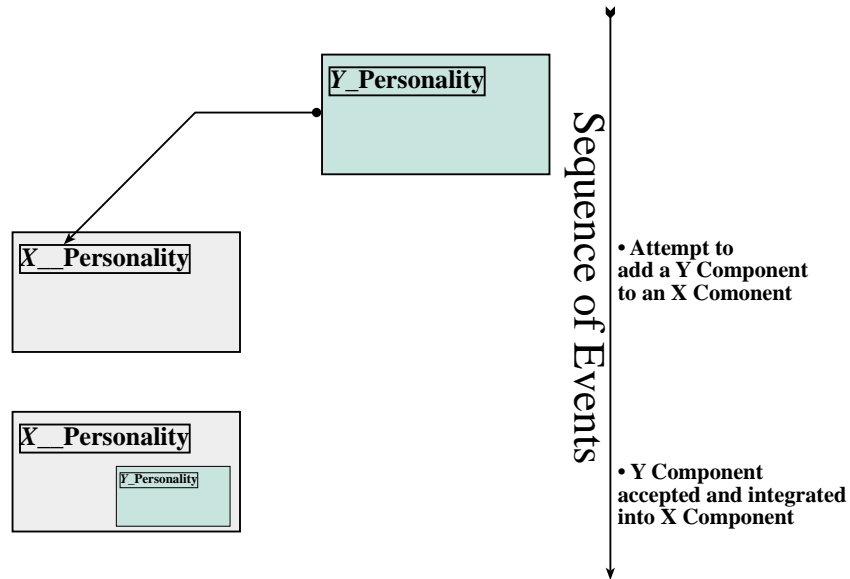 Y_Personality
Sequence of Events
X__Personality
• Attempt to
add a Y Component
to an X Comonent
X__Personality
Y_Personality
• Y Component
accepted and integrated
into X Component